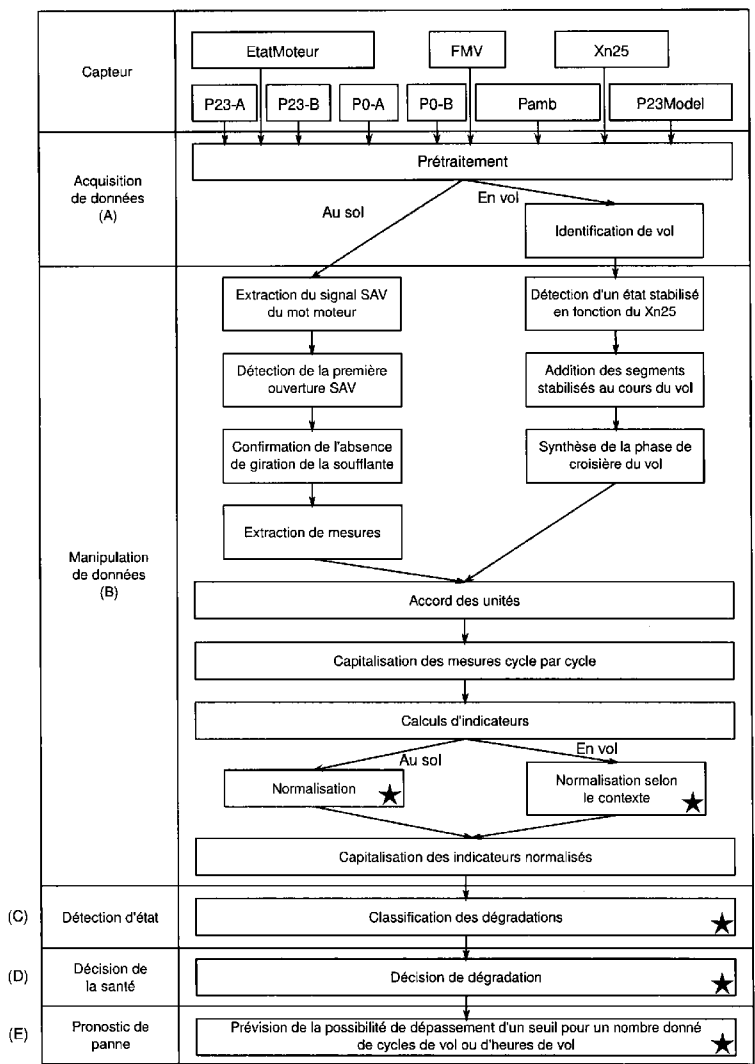 Capteur
EtatMoteur
FMV
Xn25
P23-A
P23-B
P0-A
P0-B
Pamb
P23Model
Acquisition
de données
(A)
Prétraitement
Au sol
En vol
Identification de vol
Manipulation
de données
(B)
Extraction du signal SAV
du mot moteur
Détection d'un état stabilisé
en fonction du Xn25
Détection de la première
ouverture SAV
Addition des segments
stabilisés au cours du vol
Confirmation de l'absence
de giration de la soufflante
Synthèse de la phase de
croisière du vol
Extraction de mesures
Accord des unités
Capitalisation des mesures cycle par cycle
Calculs d'indicateurs
Au sol
En vol
Normalisation
Normalisation selon
le contexte
Capitalisation des indicateurs normalisés
(C)
Détection d'état
Classification des dégradations
(D)
Décision de
la santé
Décision de dégradation
(E)
Pronostic de
panne
Prévision de la possibilité de dépassement d'un seuil pour un nombre donné
de cycles de vol ou d'heures de vol